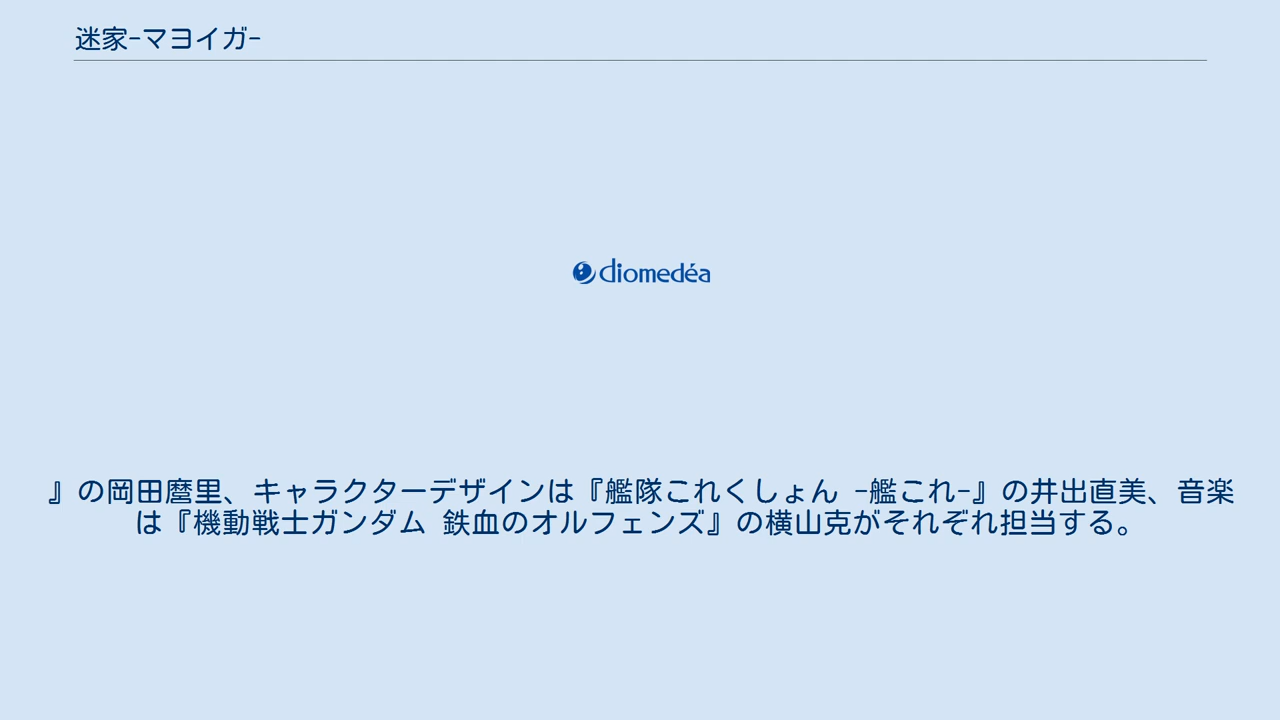 迷家-マヨイガ-
diomedéa
』の岡田麿里、キャラクターデザインは『艦隊これくしょん -艦これ-』の井出直美、音楽
は『機動戦士ガンダム 鉄血のオルフェンズ』の横山克がそれぞれ担当する。